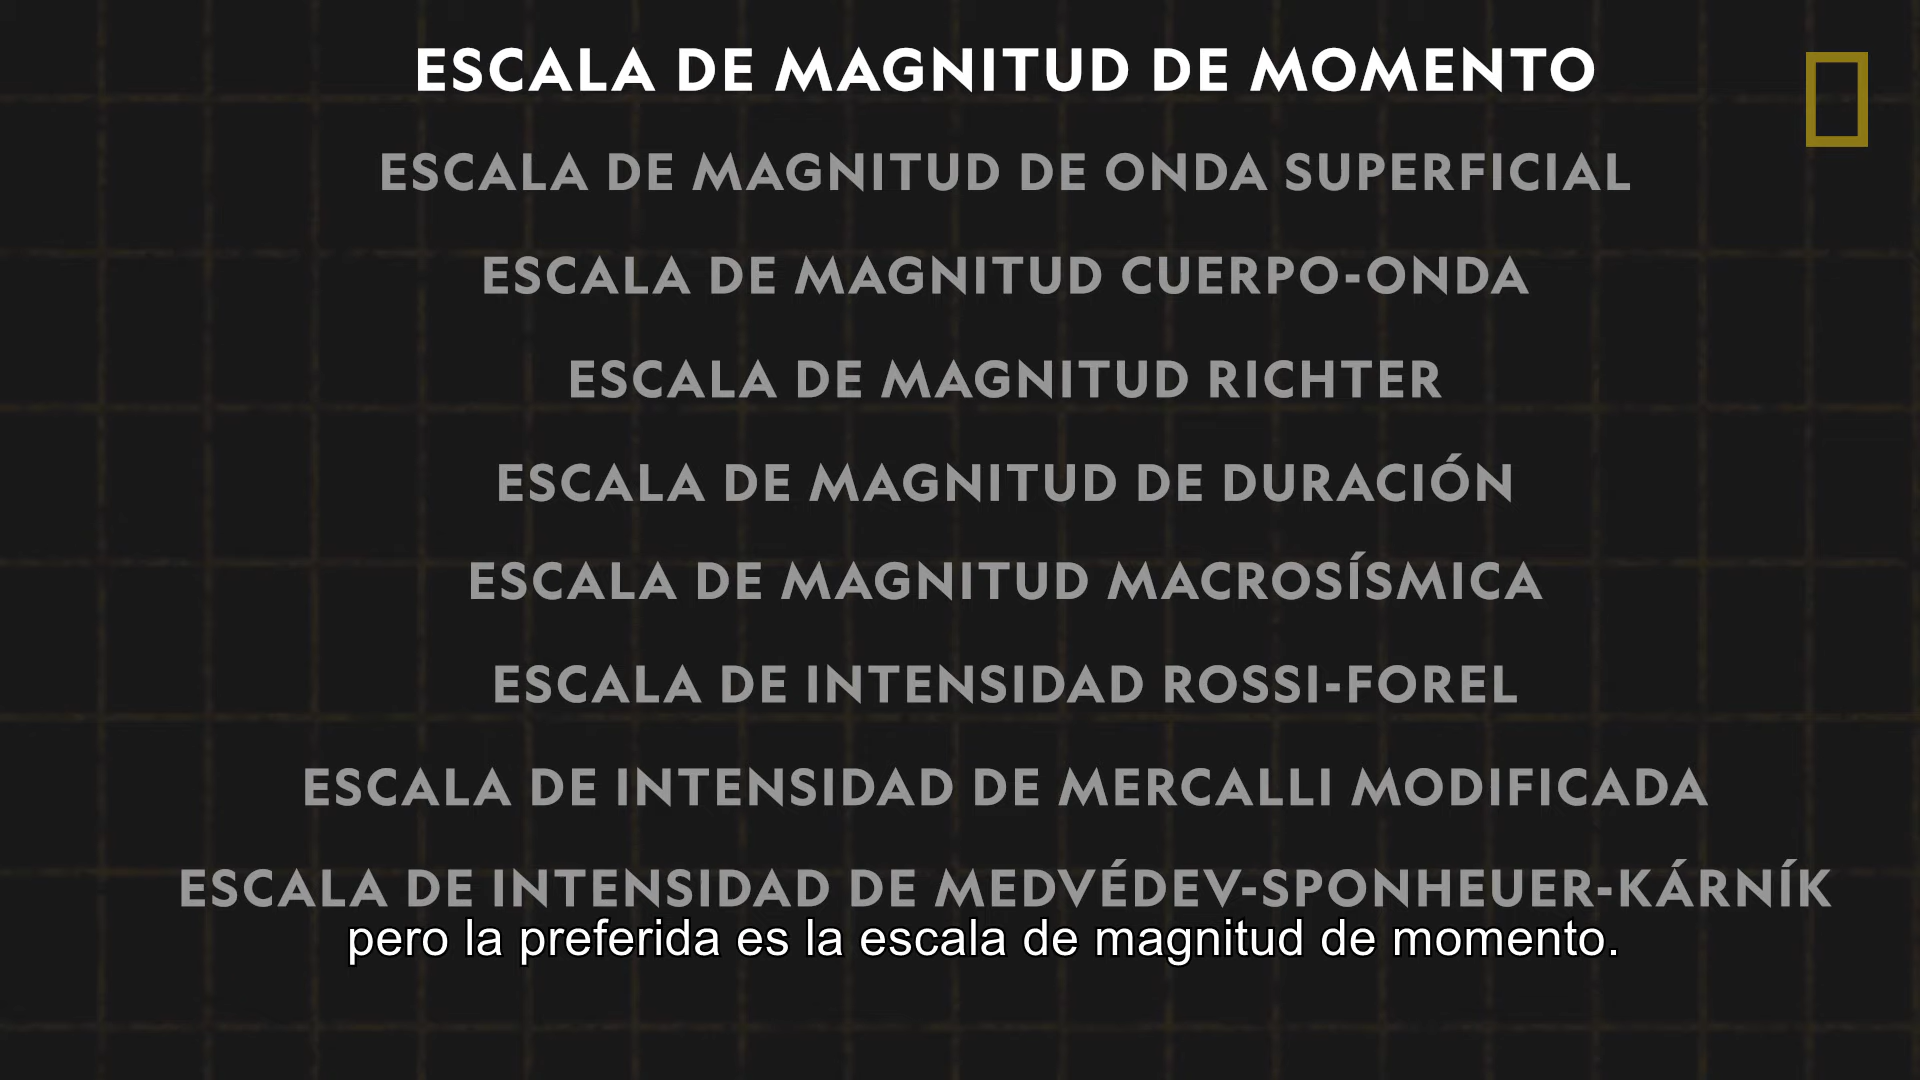 ESCALA DE MAGNITUD DE MOMENTO
ESCALA DE MAGNITUD DE ONDA SUPERFICIAL
ESCALA DE MAGNITUD CUERPO-ONDA
ESCALA DE MAGNITUD RICHTER
ESCALA DE MAGNITUD DE DURACIÓN
ESCALA DE MAGNITUD MACROSÍSMICA
ESCALA DE INTENSIDAD ROSSI-FOREL
ESCALA DE INTENSIDAD DE MERCALLI MODIFICADA
ESCALA DE INTENSIDAD DE MEDVÉDEV-SPONHEUER-KÁRNÍK
pero la preferida es la escala de magnitud de momento.